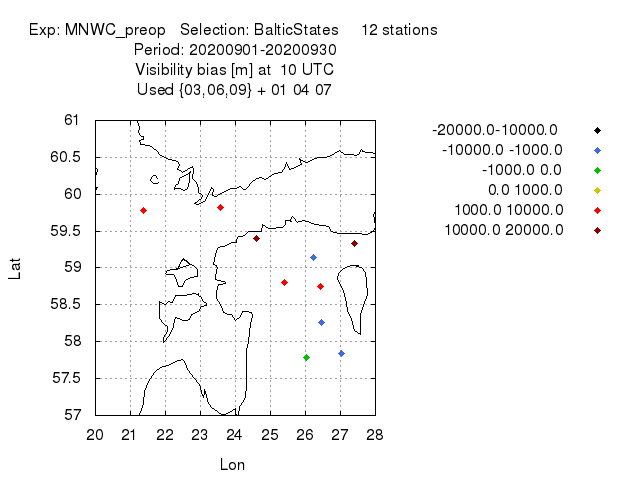 Exp: MNWC_preop   Selection: BalticStates     12 stations
Period: 20200901-20200930
Visibility bias [m] at  10 UTC
Used {03,06,09} + 01 04 07
-20000.0-10000.0
-10000.0 -1000.0
-1000.0 0.0
0.0 1000.0
1000.0 10000.0
10000.0 20000.0
61
60.5
60
59.5
59
58.5
58
57.5
57
Lat
20 21 22 23 24 25 26 27 28
Lon